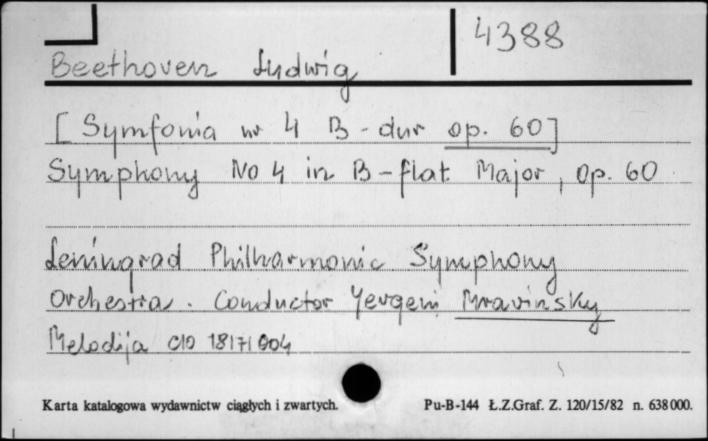 4388
Beethoven Ludwig
[Symfonia nr 4 B-dur op. 60]
Symphony No 4 in B-flat Major, Op. 60
Leningrad Philharmonic Symphony
Orchestra. Conductor Yevgeni Mravinsky
Melodija C10 18171004
Karta katalogowa wydawnictw ciągłych i zwartych. Pu-B-144 Ł.Z.Graf. Z. 120/15/82 n. 638000.